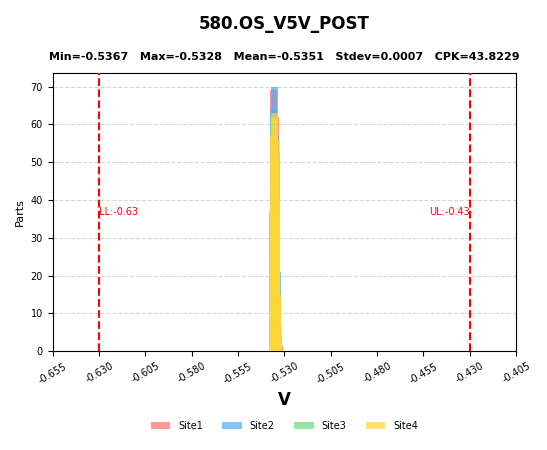 580.OS_V5V_POST
Min=-0.5367 Max=-0.5328 Mean=-0.5351 Stdev=0.0007 CPK=43.8229
70
60
50
40
30
20
10
0
Parts
LL:-0.63
UL:-0.43
-0.655 -0.630 -0.605 -0.580 -0.555 -0.530 -0.505 -0.480 -0.455 -0.430 -0.405
V
Site1 Site2 Site3 Site4